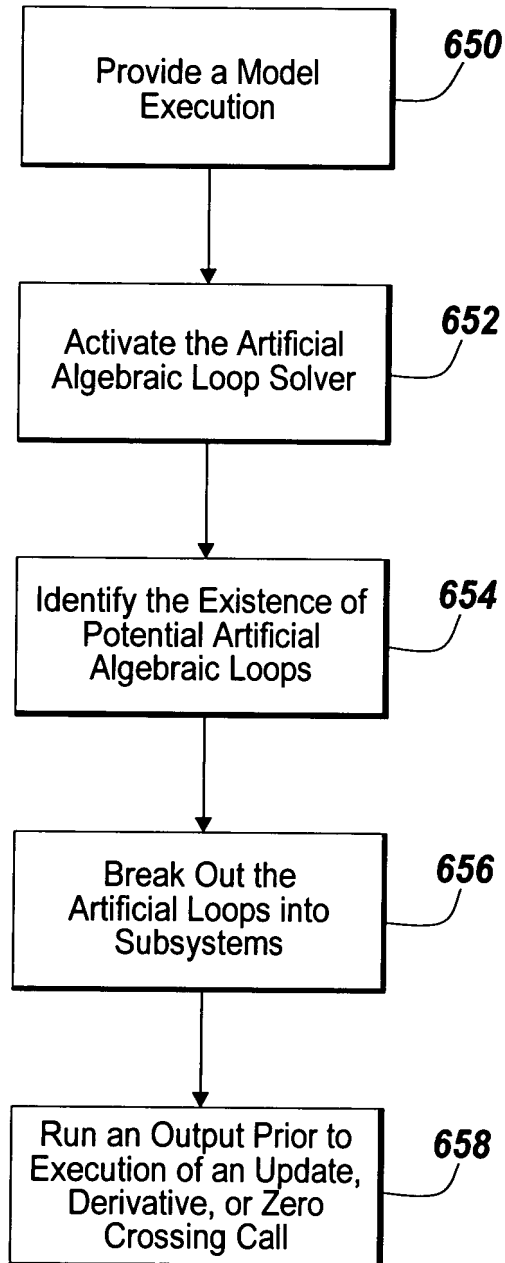 Provide a Model
Execution
650
Activate the Artificial
Algebraic Loop Solver
652
Identify the Existence of
Potential Artificial
Algebraic Loops
654
Break Out the
Artificial Loops into
Subsystems
656
Run an Output Prior to
Execution of an Update,
Derivative, or Zero
Crossing Call
658